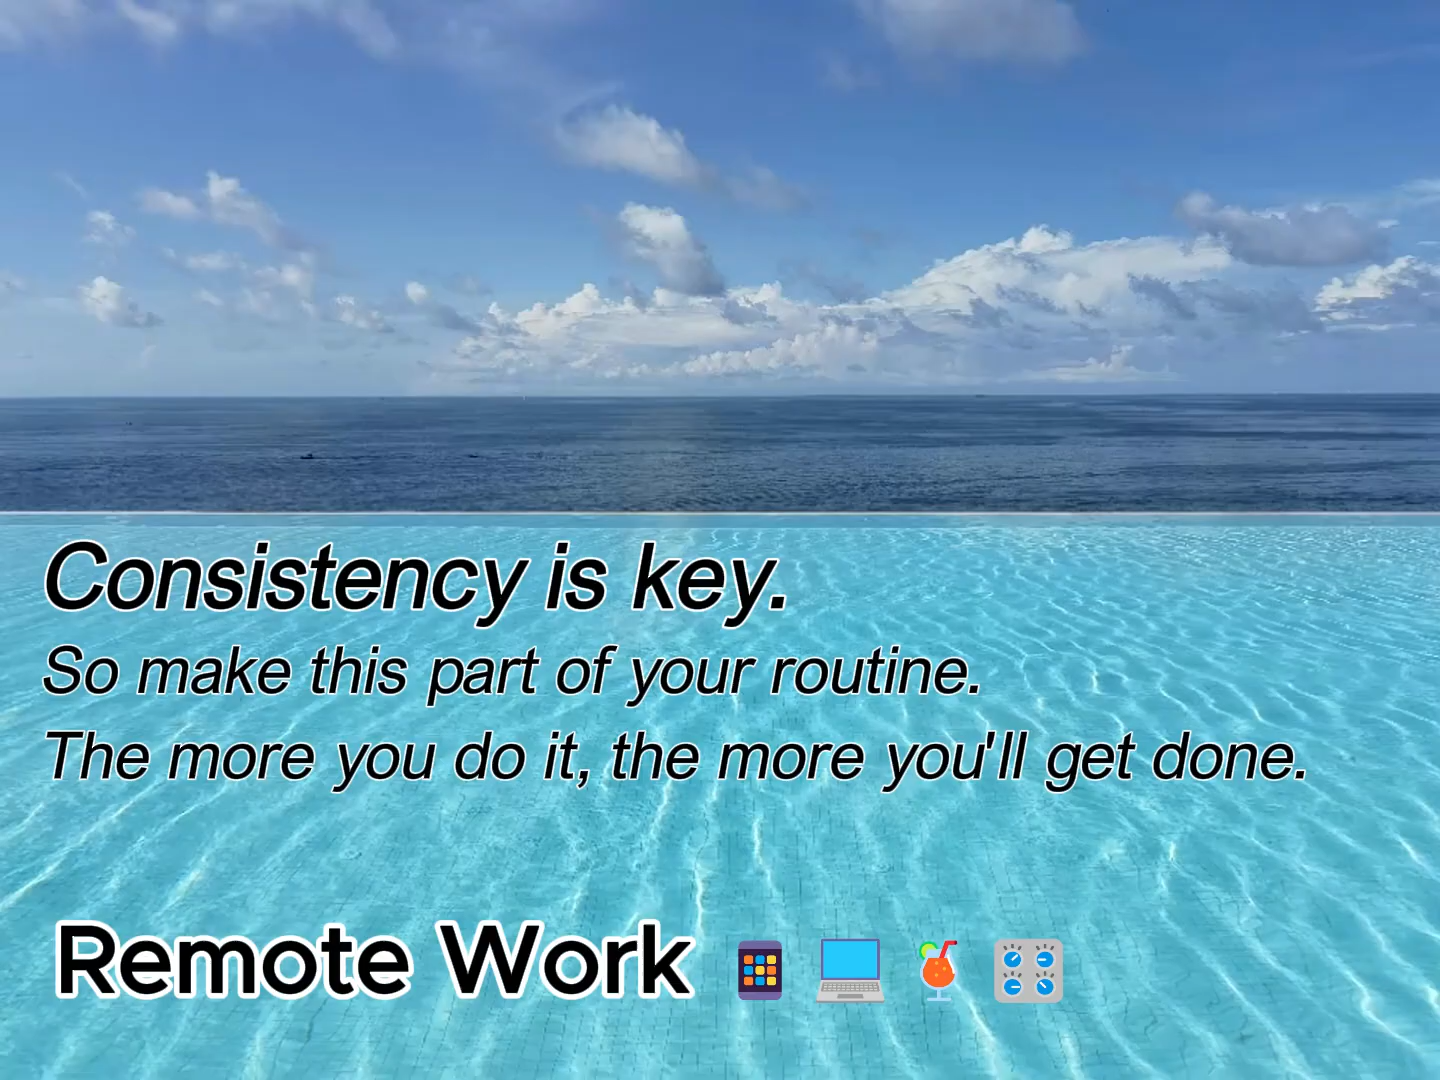 Consistency is key.
So make this part of your routine.
The more you do it, the more you'll get done.
Remote Work